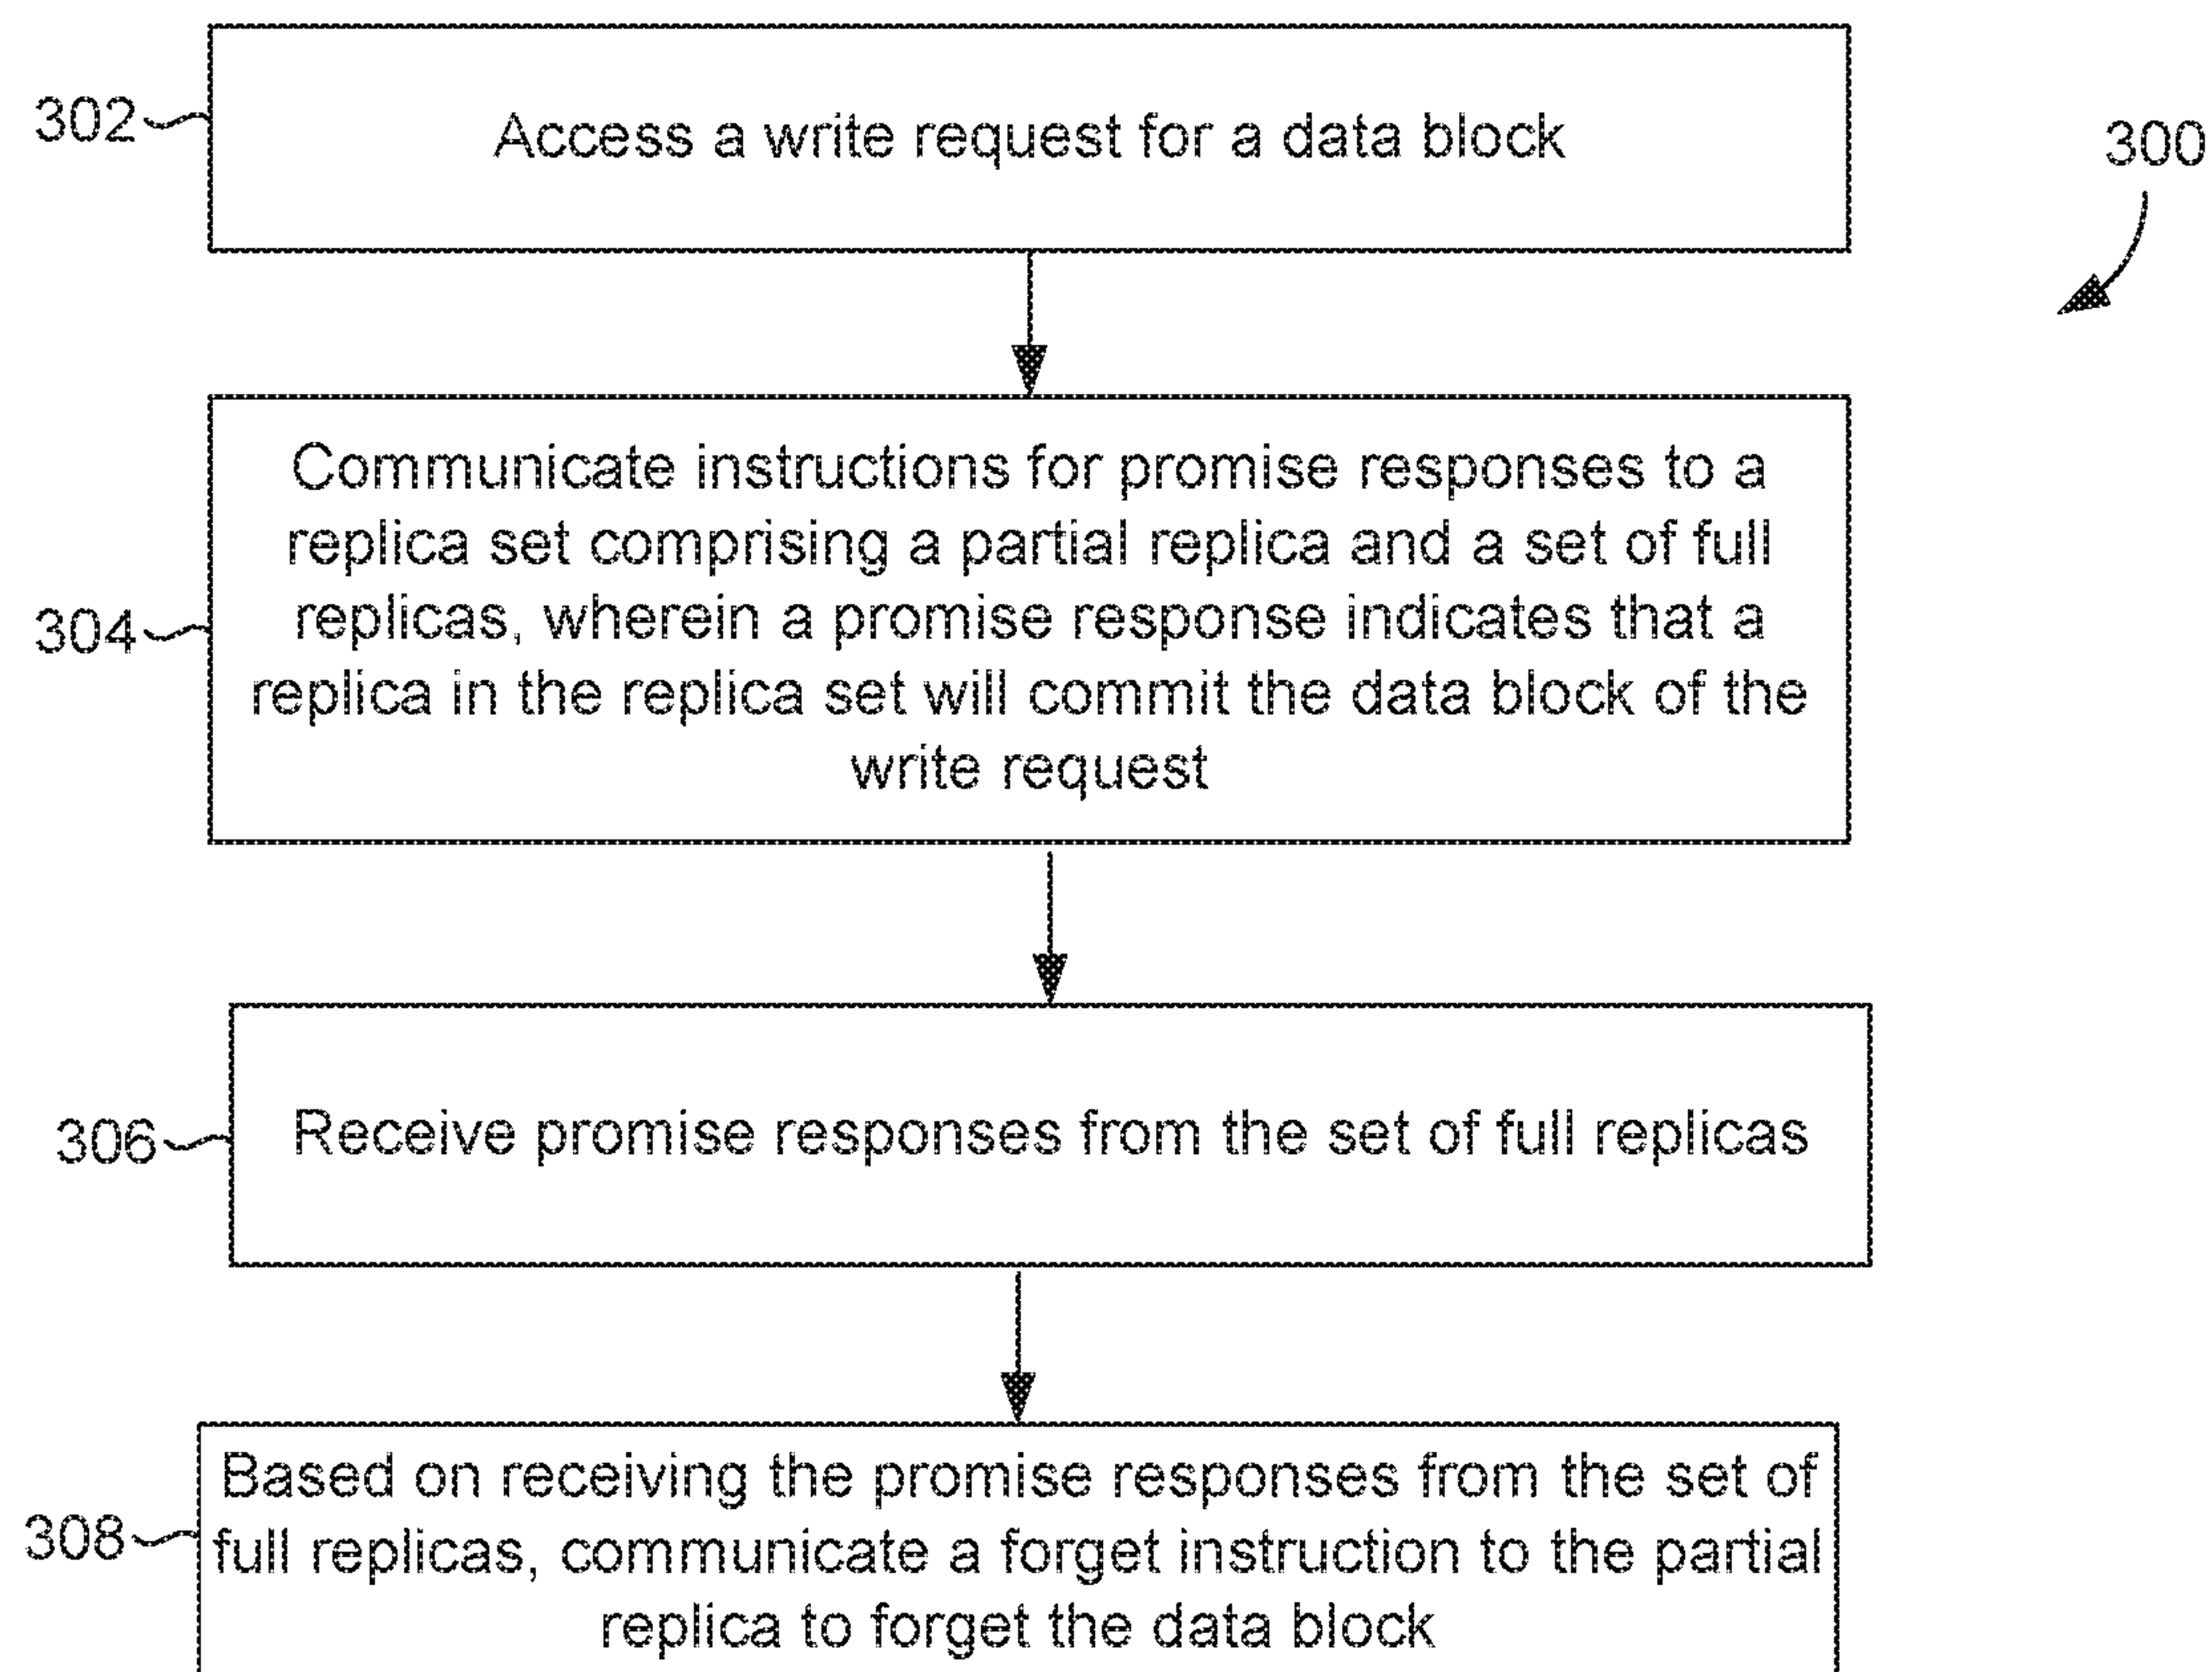 302
Access a write request for a data block
300
Communicate instructions for promise responses to a
replica set comprising a partial replica and a set of full
replicas, wherein a promise response indicates that a
304
replica in the replica set will commit the data block of the
write request
306
Receive promise responses from the set of full replicas
Based on receiving the promise responses from the set of
308
full replicas, communicate a forget instruction to the partial
replica to forget the data block